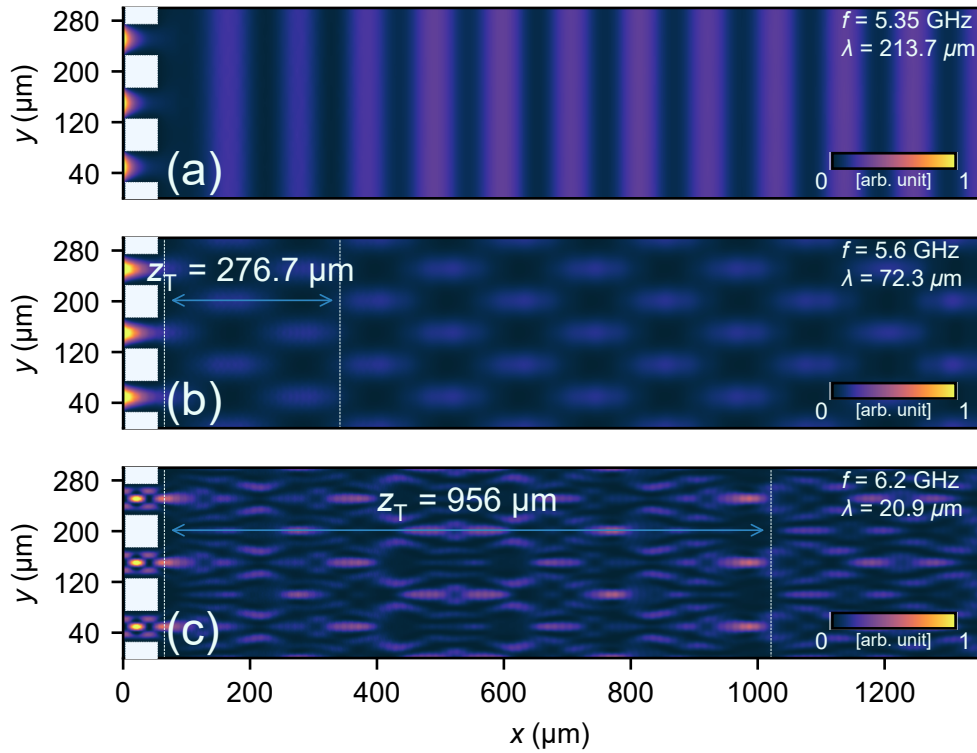 280
200
120
40
y (µm)
(a)
f = 5.35 GHz
λ = 213.7 µm
0 [arb. unit] 1
280
200
120
40
y (µm)
z_T = 276.7 µm
(b)
f = 5.6 GHz
λ = 72.3 µm
0 [arb. unit] 1
280
200
120
40
y (µm)
z_T = 956 µm
(c)
f = 6.2 GHz
λ = 20.9 µm
0 [arb. unit] 1
0 200 400 600 800 1000 1200
x (µm)